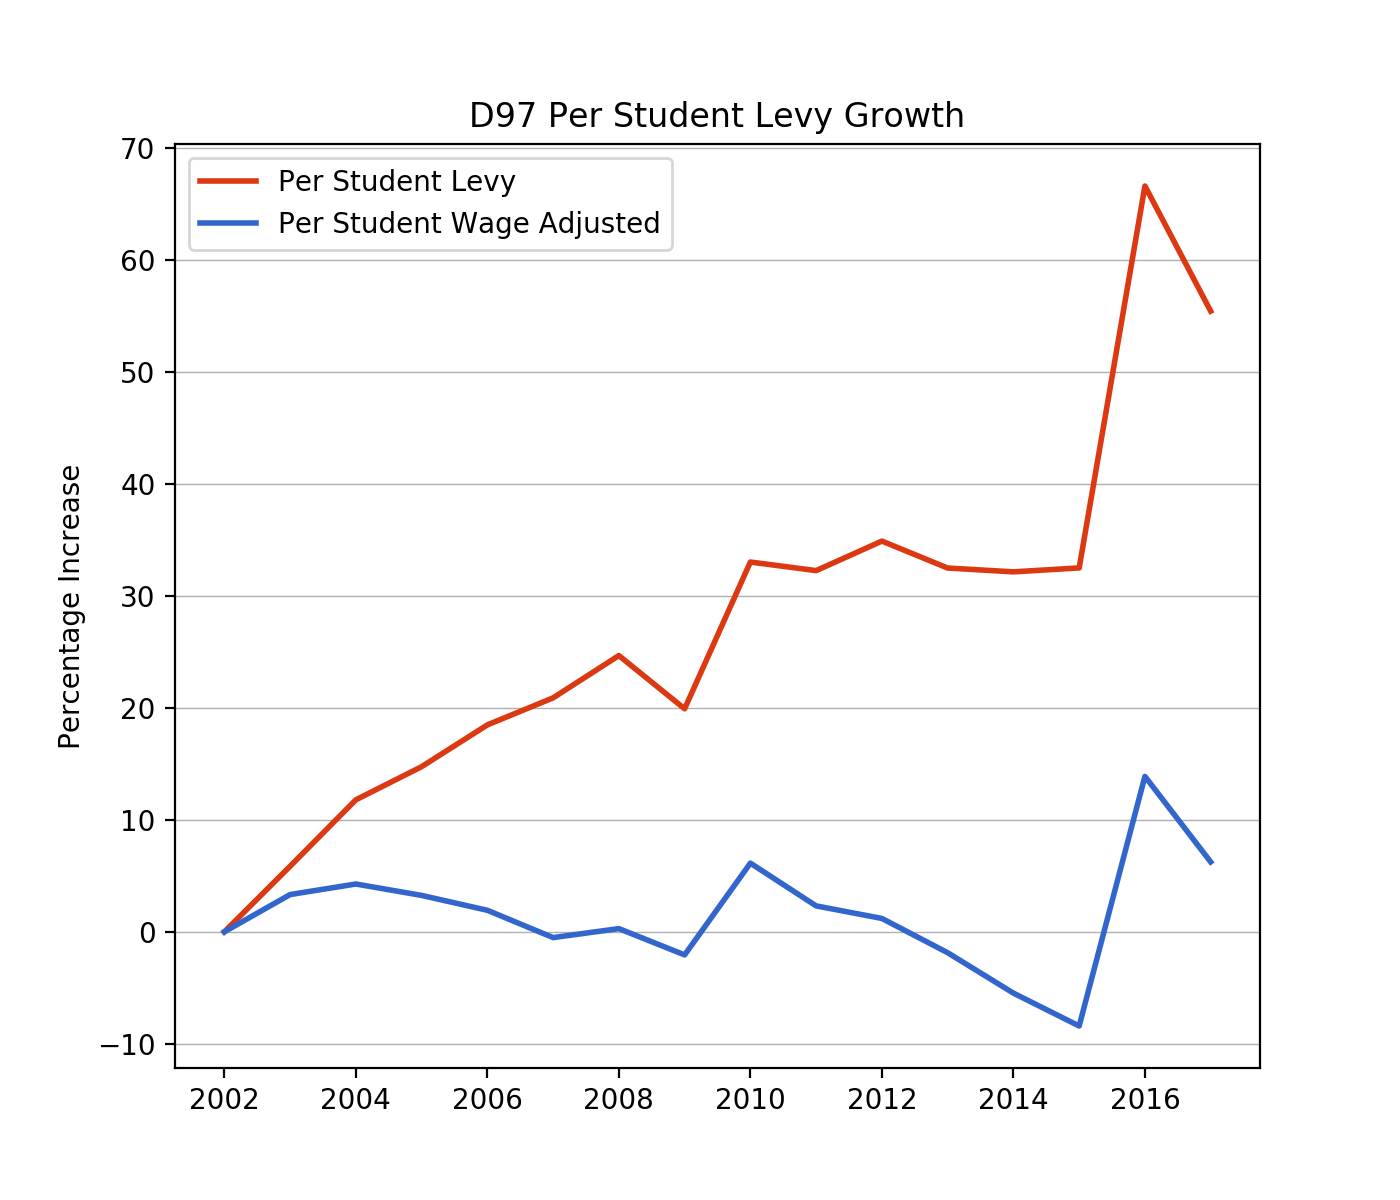 D97 Per Student Levy Growth
Per Student Levy
Per Student Wage Adjusted
Percentage Increase
70
60
50
40
30
20
10
0
−10
2002 2004 2006 2008 2010 2012 2014 2016